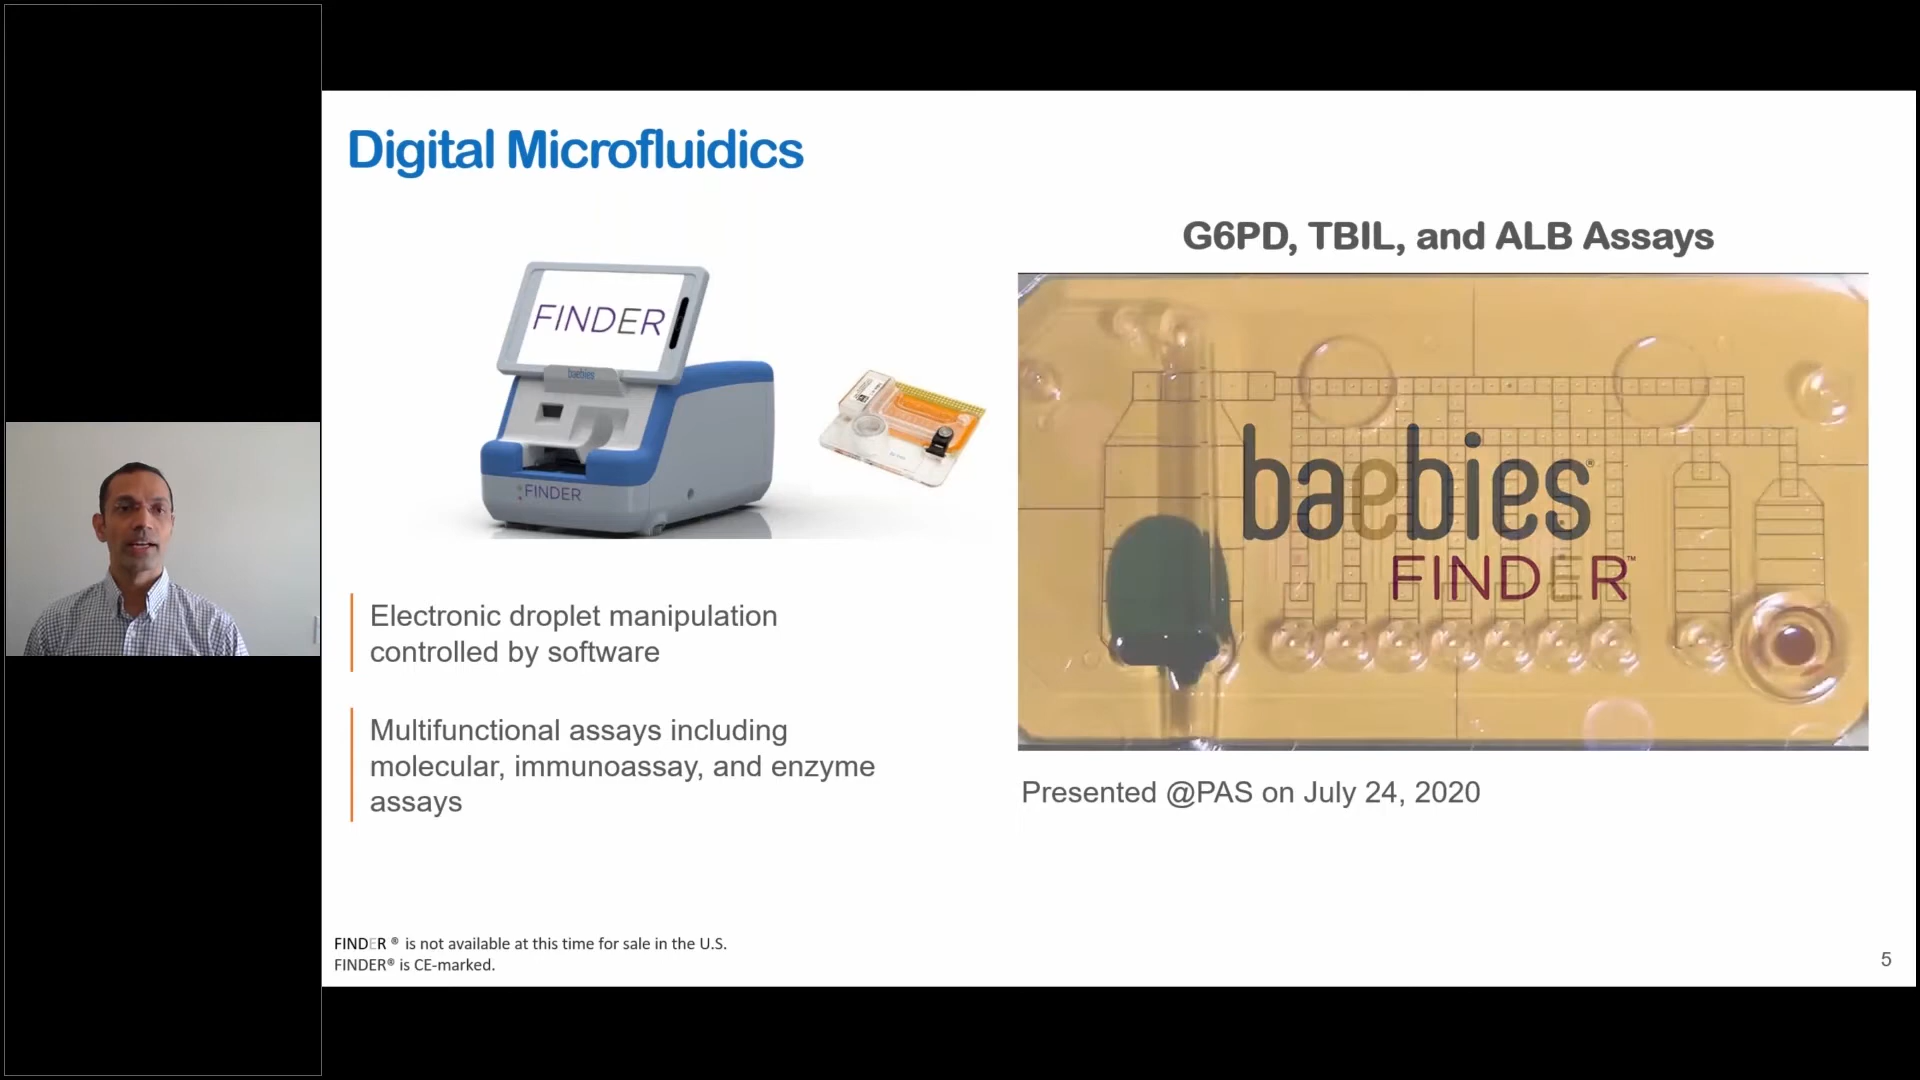 Digital Microfluidics
G6PD, TBIL, and ALB Assays
FINDER
baebies
FINDER
baebies®
FINDER™
Electronic droplet manipulation
controlled by software
Multifunctional assays including
molecular, immunoassay, and enzyme
assays
Presented @PAS on July 24, 2020
FINDER ® is not available at this time for sale in the U.S.
FINDER® is CE-marked.
5